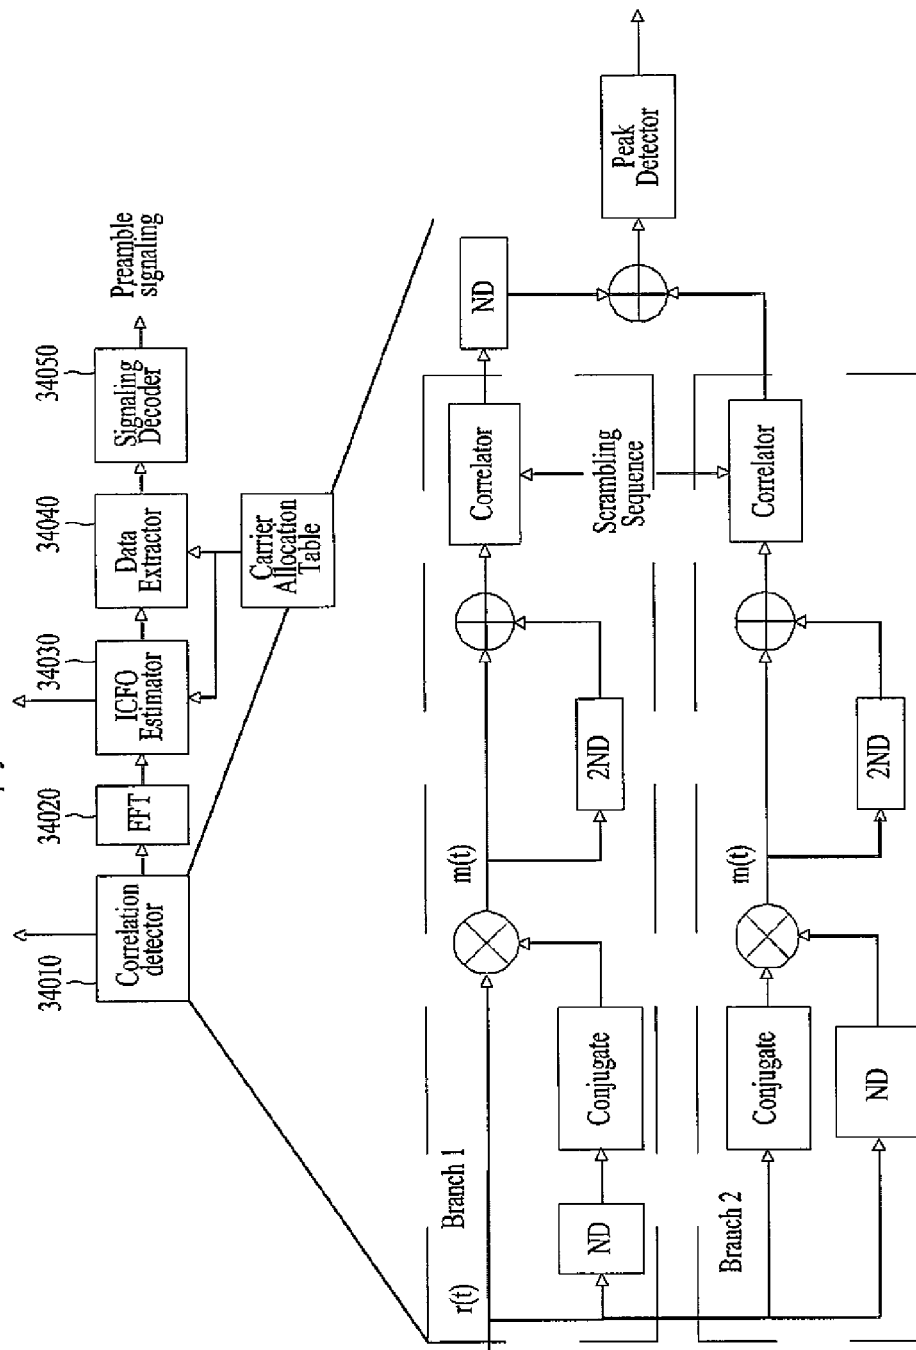 34010
Correlation
detector
34020
FFT
34030
ICFO
Estimator
34040
Data
Extractor
34050
Signaling
Decoder
Preamble
signaling
Carrier
Allocation
Table
r(t)
Branch 1
ND
Conjugate
m(t)
2ND
Correlator
ND
Scrambling
Sequence
Peak
Detector
Branch 2
Conjugate
ND
m(t)
2ND
Correlator